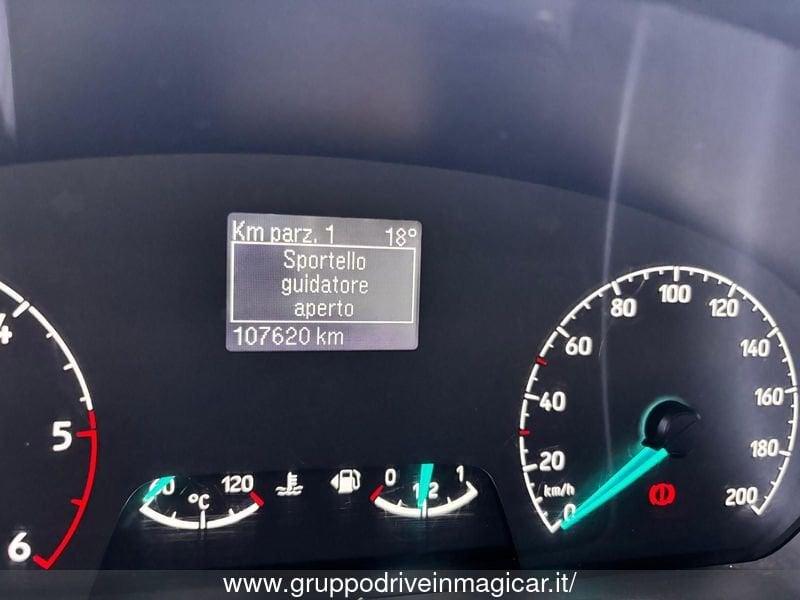 Km parz. 1 18°
Sportello
guidatore
aperto
107620 km
4
5
6
120
°C
0 1/2 1
0 20 40 60 80 100 120 140 160 180 200
km/h
www.gruppodriveinmagicar.it/